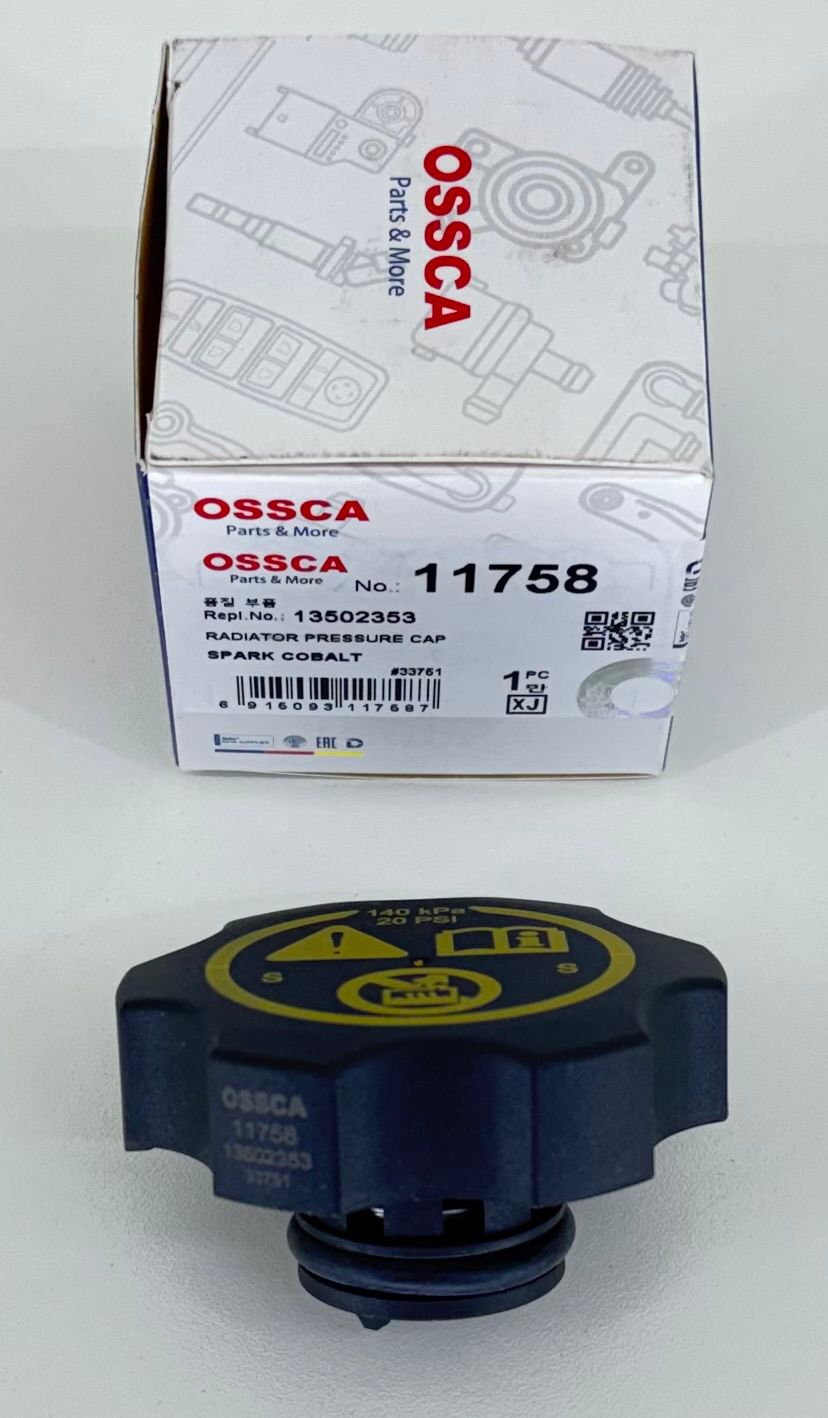 OSSCA
Parts & More
OSSCA
Parts & More
OSSCA
Parts & More
No.: 11758
품질 부품
Repl.No.: 13502353
RADIATOR PRESSURE CAP
SPARK COBALT
#33751
6 915093 117587
1 PC
XJ
EAC
140 kPa
20 PSI
S
S
OSSCA
11758
13502353
33751